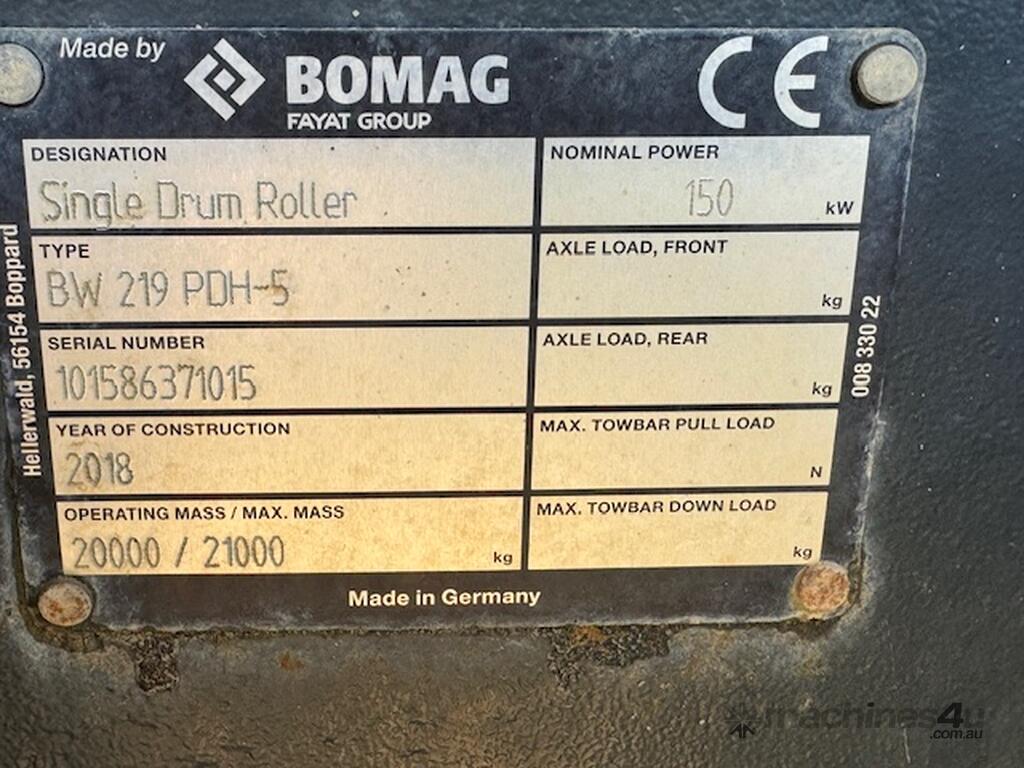 Made by
BOMAG
FAYAT GROUP
CE
DESIGNATION
Single Drum Roller
NOMINAL POWER
150 kW
TYPE
BW 219 PDH-5
AXLE LOAD, FRONT
kg
SERIAL NUMBER
101586371015
AXLE LOAD, REAR
kg
YEAR OF CONSTRUCTION
2018
MAX. TOWBAR PULL LOAD
N
OPERATING MASS / MAX. MASS
20000 / 21000 kg
MAX. TOWBAR DOWN LOAD
kg
Made in Germany
Hellerwald, 56154 Boppard
008 330 22
machines4u
.com.au